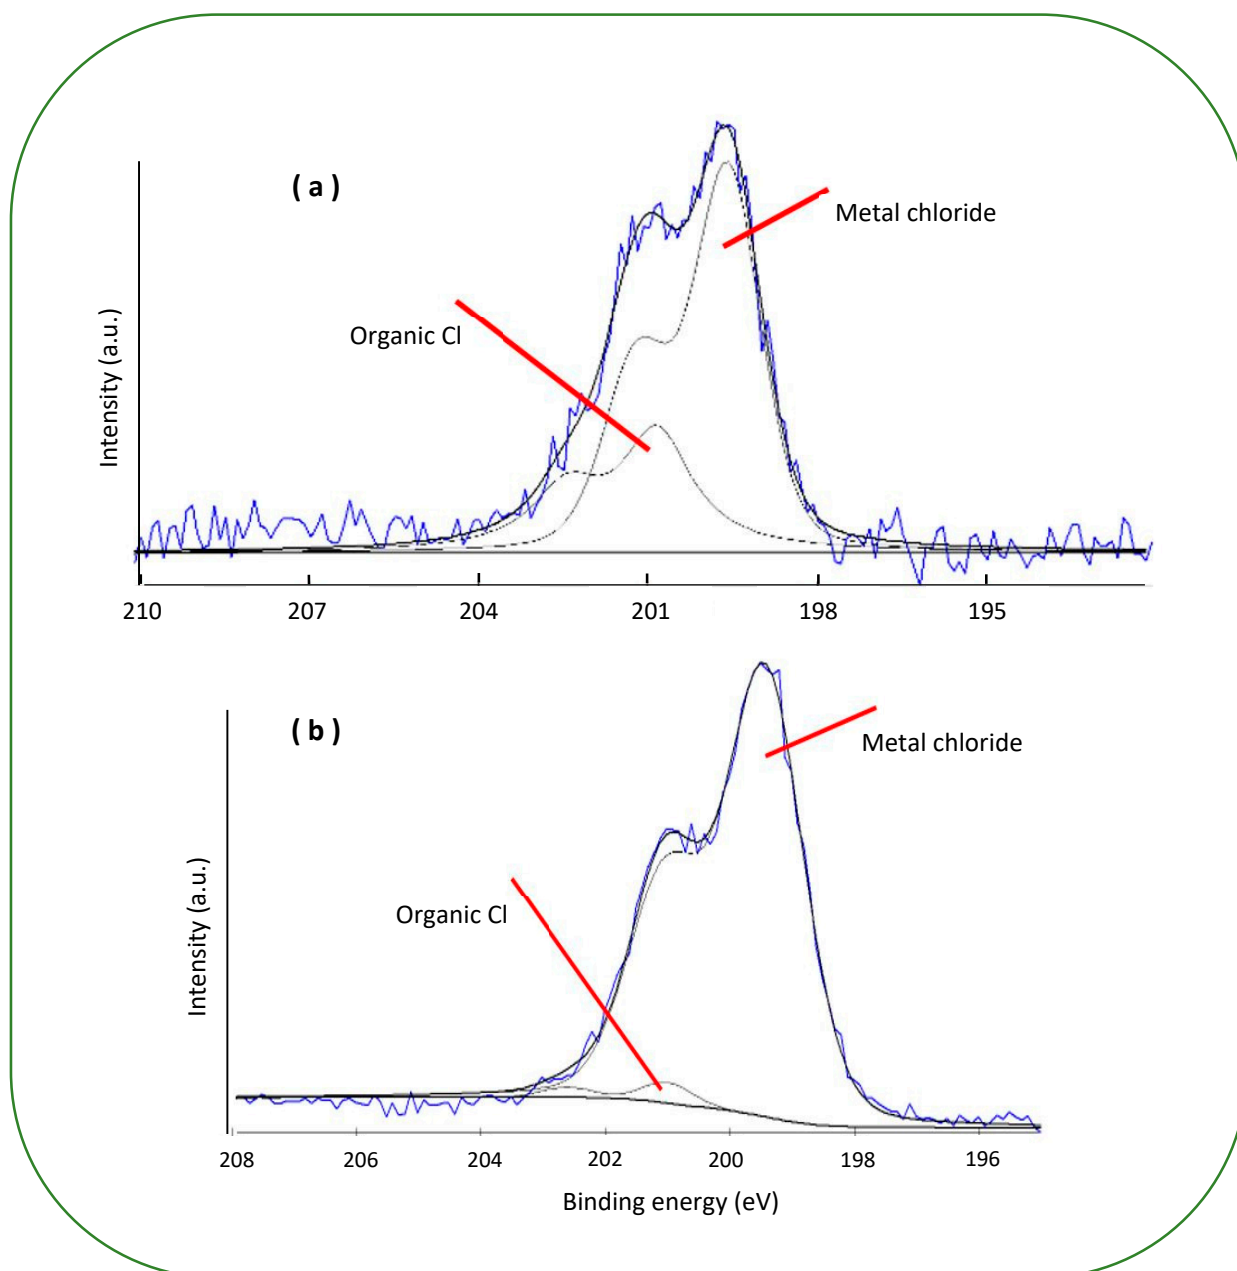 ( a )
Metal chloride
Organic Cl
Intensity (a.u.)
210 207 204 201 198 195
( b )
Metal chloride
Organic Cl
Intensity (a.u.)
208 206 204 202 200 198 196
Binding energy (eV)